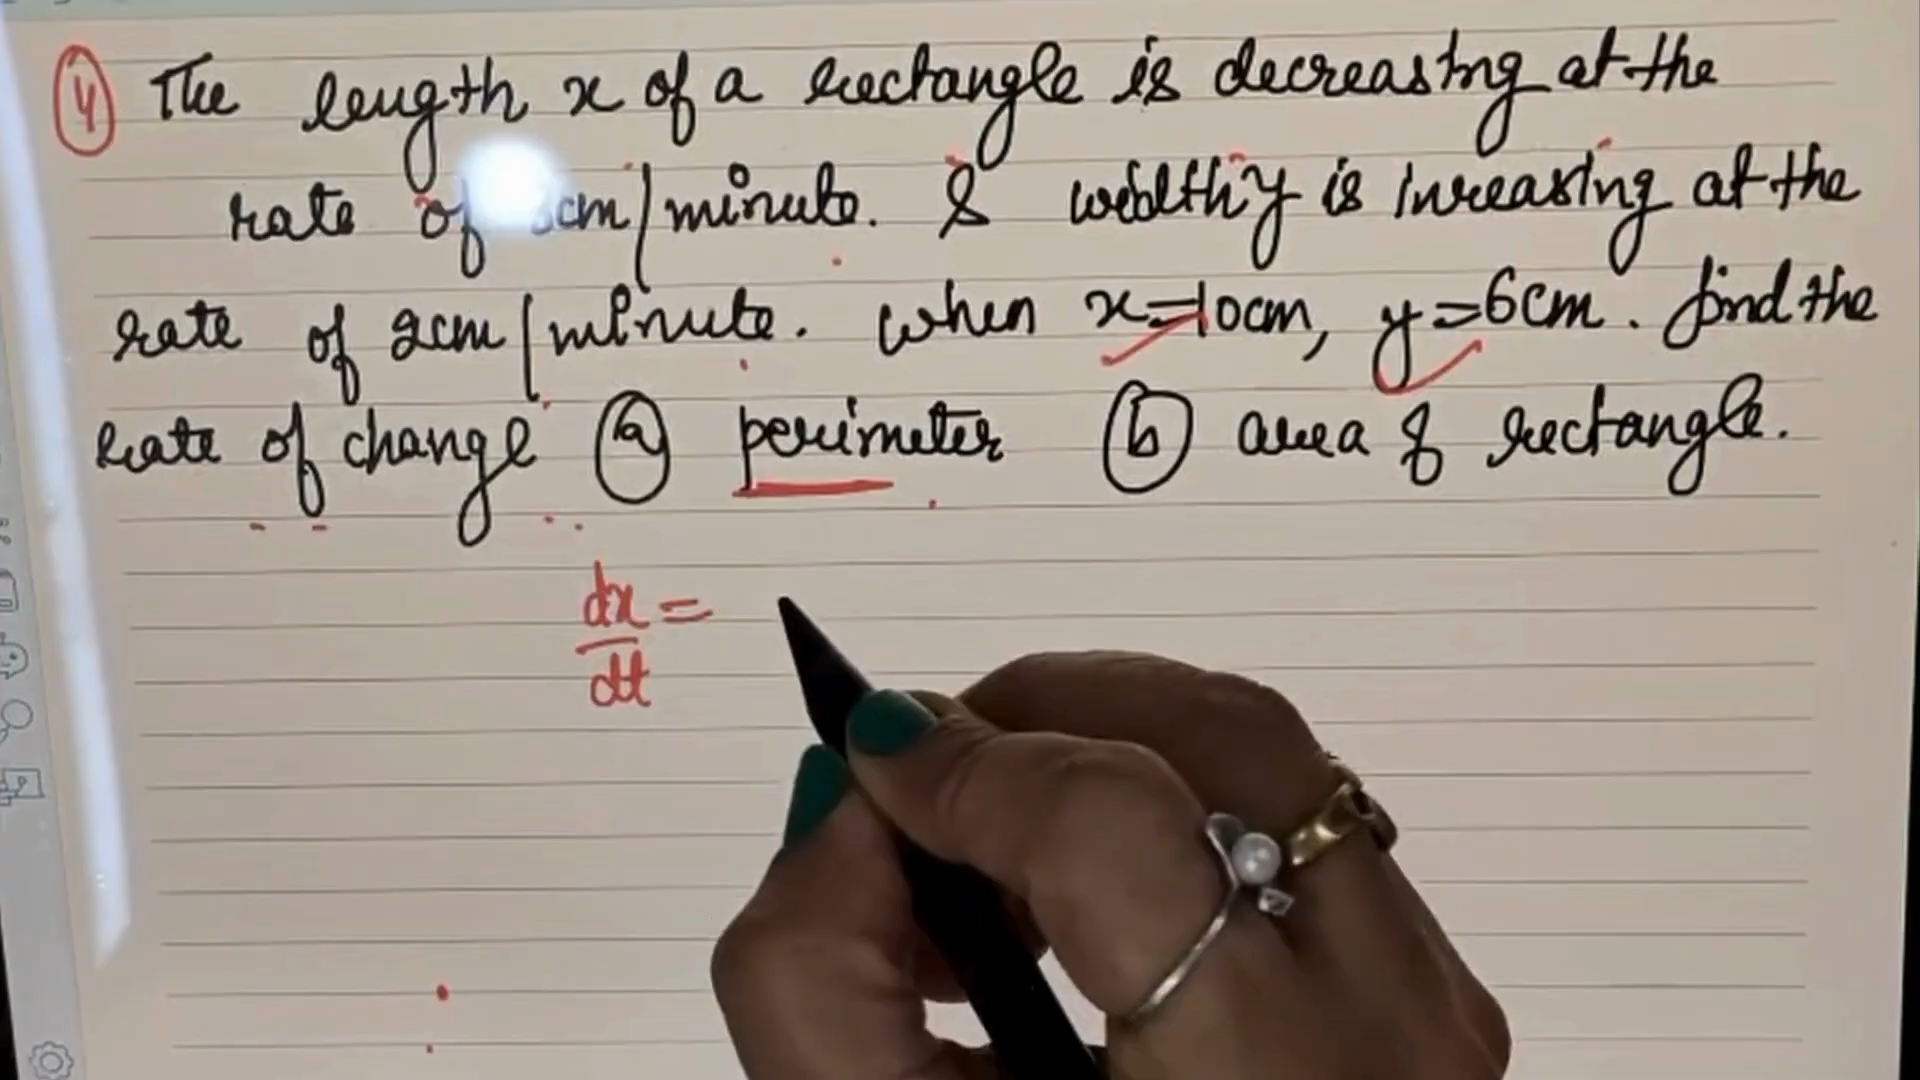 4 The length x of a rectangle is decreasing at the
rate of cm/minute. & width y is increasing at the
rate of 2cm/minute. when x=10cm, y=6cm. find the
rate of change (a) perimeter (b) area of rectangle.
dx/dt =